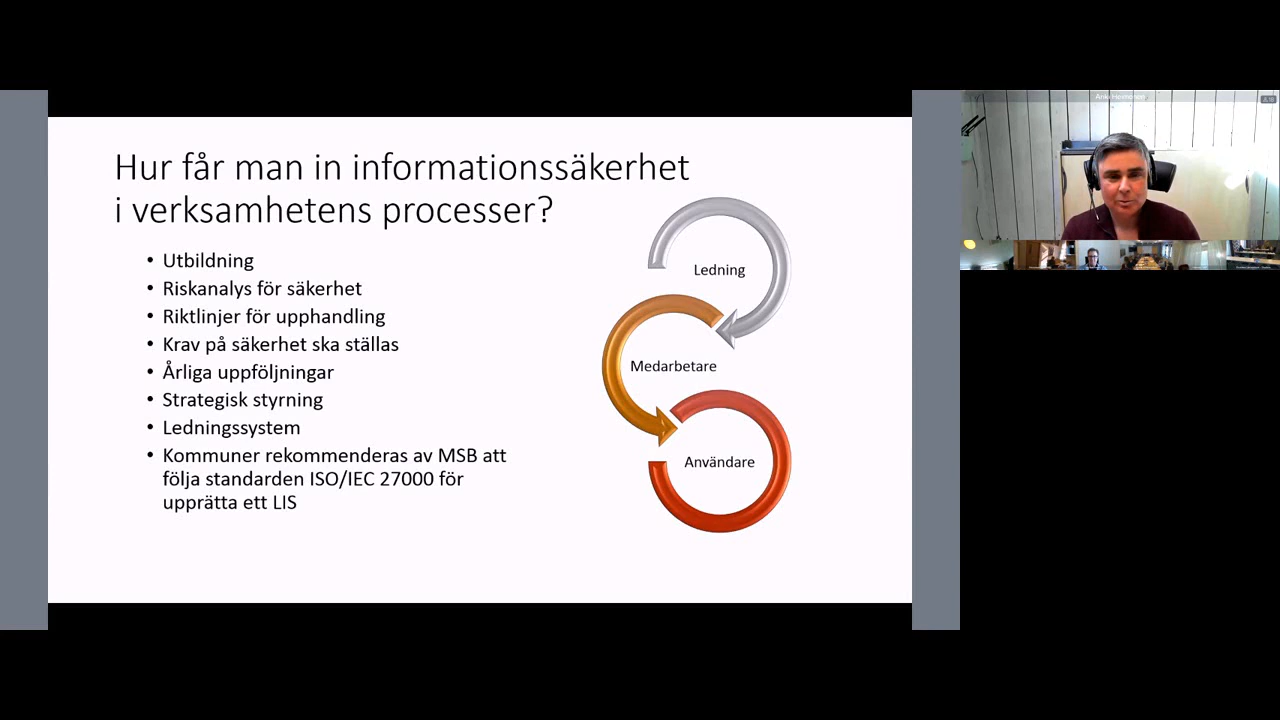 Hur får man in informationssäkerhet
i verksamhetens processer?
• Utbildning
• Riskanalys för säkerhet
• Riktlinjer för upphandling
• Krav på säkerhet ska ställas
• Årliga uppföljningar
• Strategisk styrning
• Ledningssystem
• Kommuner rekommenderas av MSB att
följa standarden ISO/IEC 27000 för
upprätta ett LIS
Ledning
Medarbetare
Användare